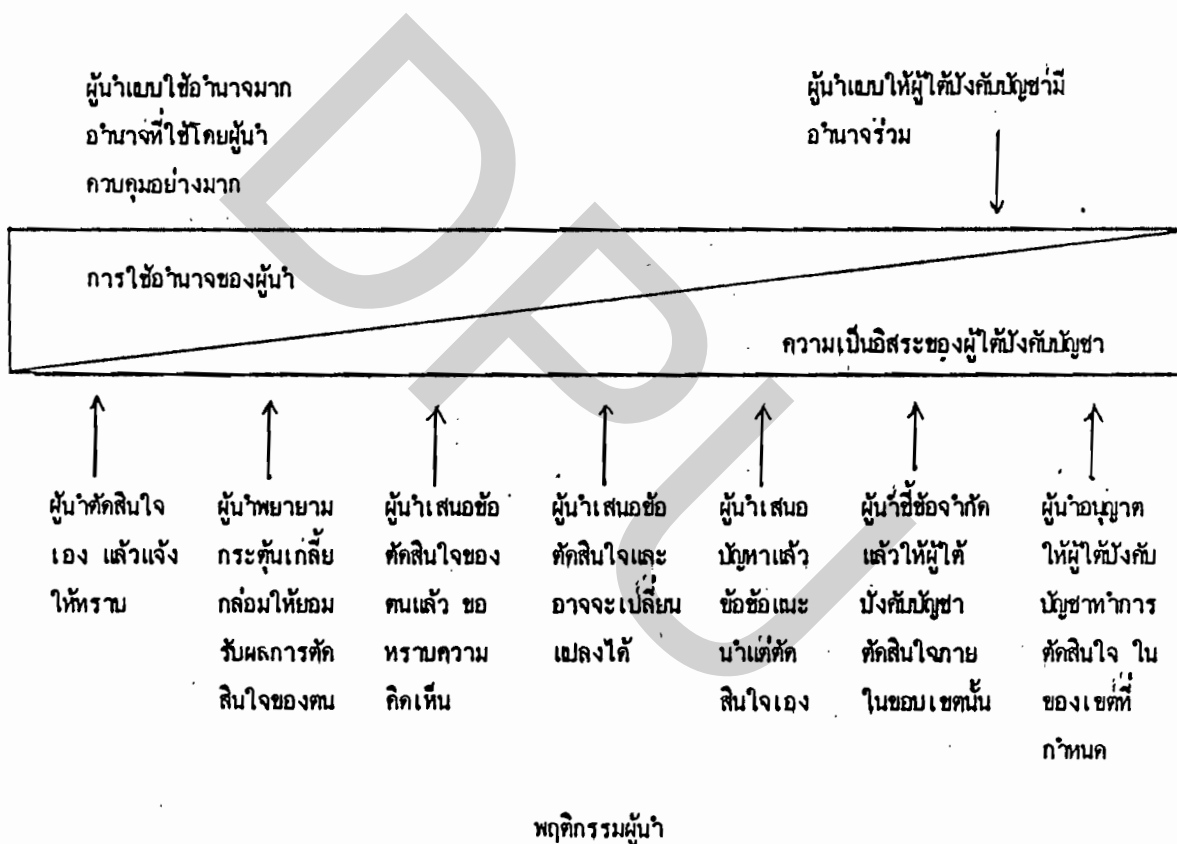 ผู้นำแบบใช้อำนาจมาก
อำนาจที่ใช้โดยผู้นำ
ควบคุมอย่างมาก
ผู้นำแบบให้ผู้ใต้บังคับบัญชามี
อำนาจร่วม
การใช้อำนาจของผู้นำ
ความเป็นอิสระของผู้ใต้บังคับบัญชา
ผู้นำตัดสินใจ
เอง แล้วแจ้ง
ให้ทราบ
ผู้นำพยายาม
กระตุ้นเกลี้ย
กล่อมให้ยอม
รับผลการตัด
สินใจของตน
ผู้นำเสนอข้อ
ตัดสินใจของ
ตนแล้ว ขอ
ทราบความ
คิดเห็น
ผู้นำเสนอข้อ
ตัดสินใจและ
อาจจะเปลี่ยน
แปลงได้
ผู้นำเสนอ
ปัญหาแล้ว
ข้อข้อแนะ
นำแต่ตัด
สินใจเอง
ผู้นำชี้ข้อจำกัด
แล้วให้ผู้ใต้
บังคับบัญชา
ตัดสินใจภาย
ในขอบเขตนั้น
ผู้นำอนุญาต
ให้ผู้ใต้บังคับ
บัญชาทำการ
ตัดสินใจ ใน
ของเขตที่
กำหนด
พฤติกรรมผู้นำ
DPU